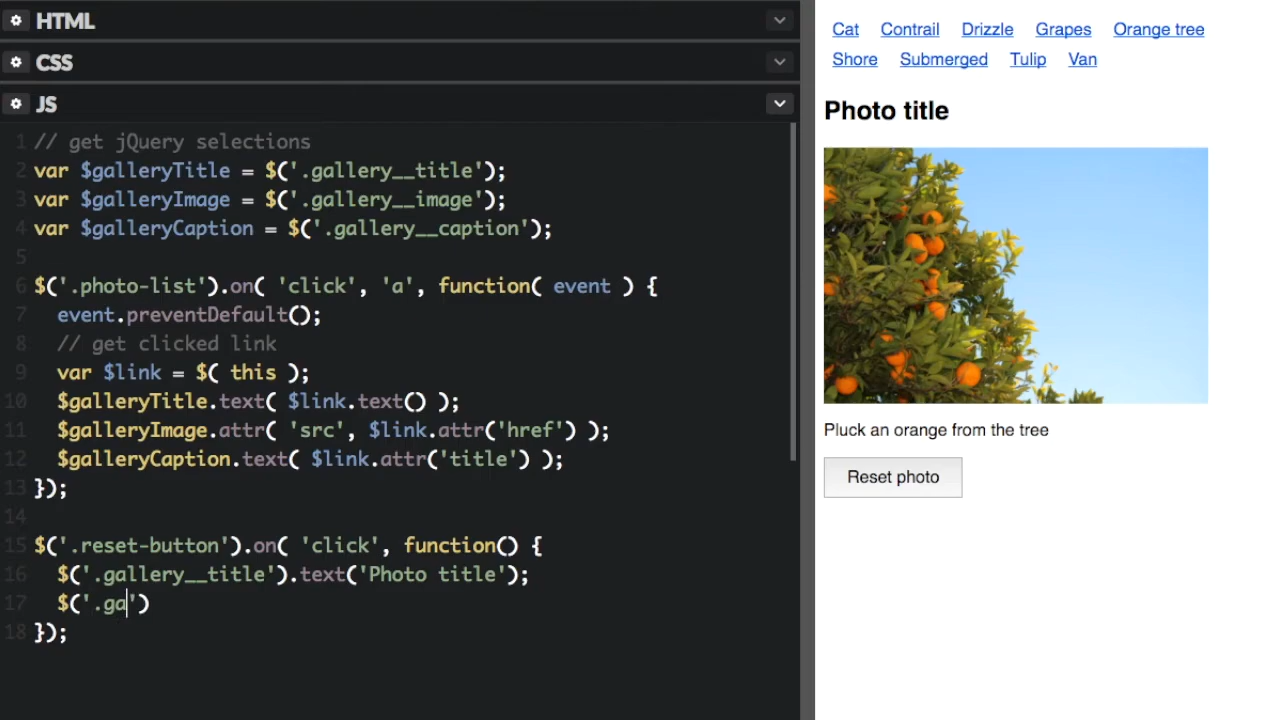 HTML
CSS
JS
1 // get jQuery selections
2 var $galleryTitle = $('.gallery__title');
3 var $galleryImage = $('.gallery__image');
4 var $galleryCaption = $('.gallery__caption');
5
6 $('.photo-list').on( 'click', 'a', function( event ) {
7 event.preventDefault();
8 // get clicked link
9 var $link = $( this );
10 $galleryTitle.text( $link.text() );
11 $galleryImage.attr( 'src', $link.attr('href') );
12 $galleryCaption.text( $link.attr('title') );
13 });
14
15 $('.reset-button').on( 'click', function() {
16 $('.gallery__title').text('Photo title');
17 $('.ga')
18 });
Cat Contrail Drizzle Grapes Orange tree
Shore Submerged Tulip Van
Photo title
Pluck an orange from the tree
Reset photo